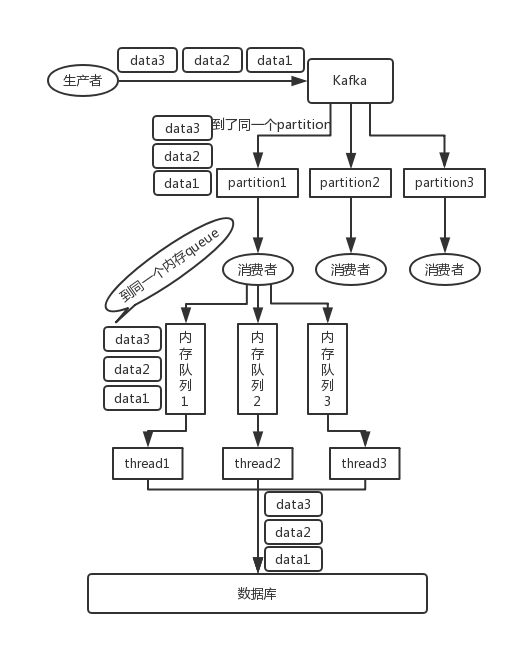 data3
data2
data1
生产者
Kafka
data3
到了同一个partition
data2
data1
partition1
partition2
partition3
到同一个内存queue
消费者
消费者
消费者
data3
data2
data1
内
存
队
列
1
内
存
队
列
2
内
存
队
列
3
thread1
thread2
thread3
data3
data2
data1
数据库